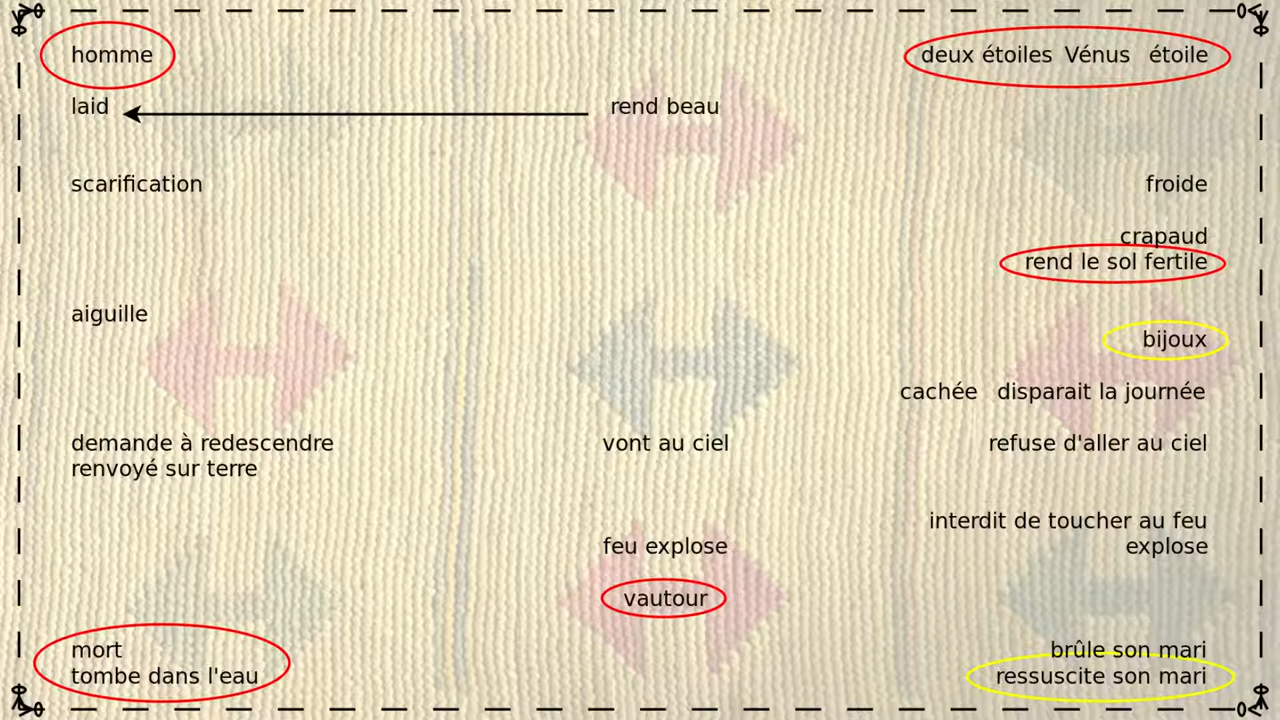 homme deux étoiles Vénus étoile
laid rend beau
scarification froide
crapaud
rend le sol fertile
aiguille
bijoux
cachée disparait la journée
demande à redescendre vont au ciel refuse d'aller au ciel
renvoyé sur terre
interdit de toucher au feu
feu explose explose
vautour
mort brûle son mari
tombe dans l'eau ressuscite son mari